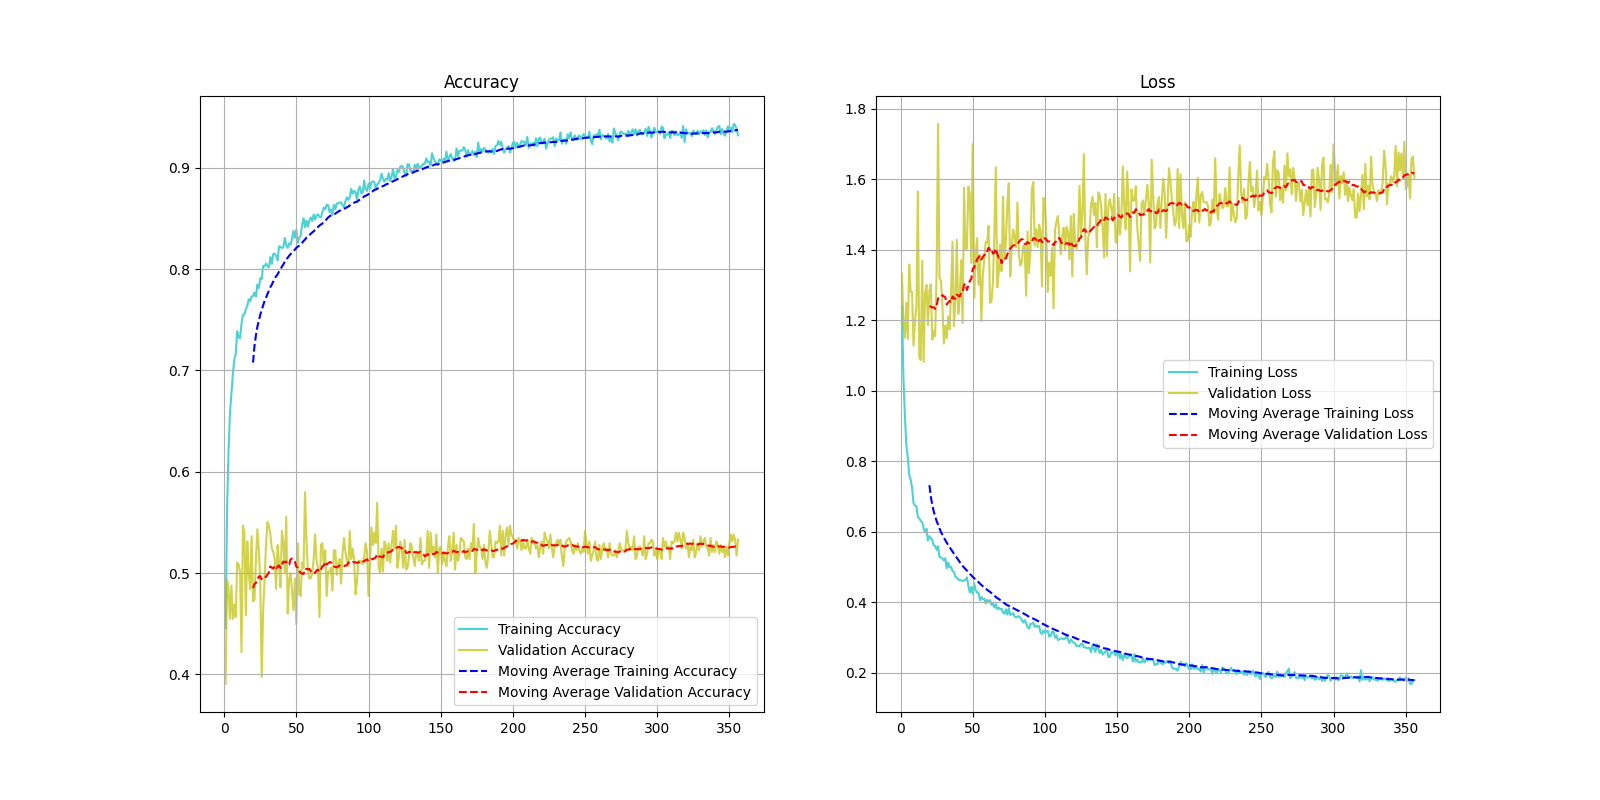 Accuracy
0.9
0.8
0.7
0.6
0.5
0.4
0 50 100 150 200 250 300 350
Training Accuracy
Validation Accuracy
Moving Average Training Accuracy
Moving Average Validation Accuracy
Loss
1.8
1.6
1.4
1.2
1.0
0.8
0.6
0.4
0.2
0 50 100 150 200 250 300 350
Training Loss
Validation Loss
Moving Average Training Loss
Moving Average Validation Loss